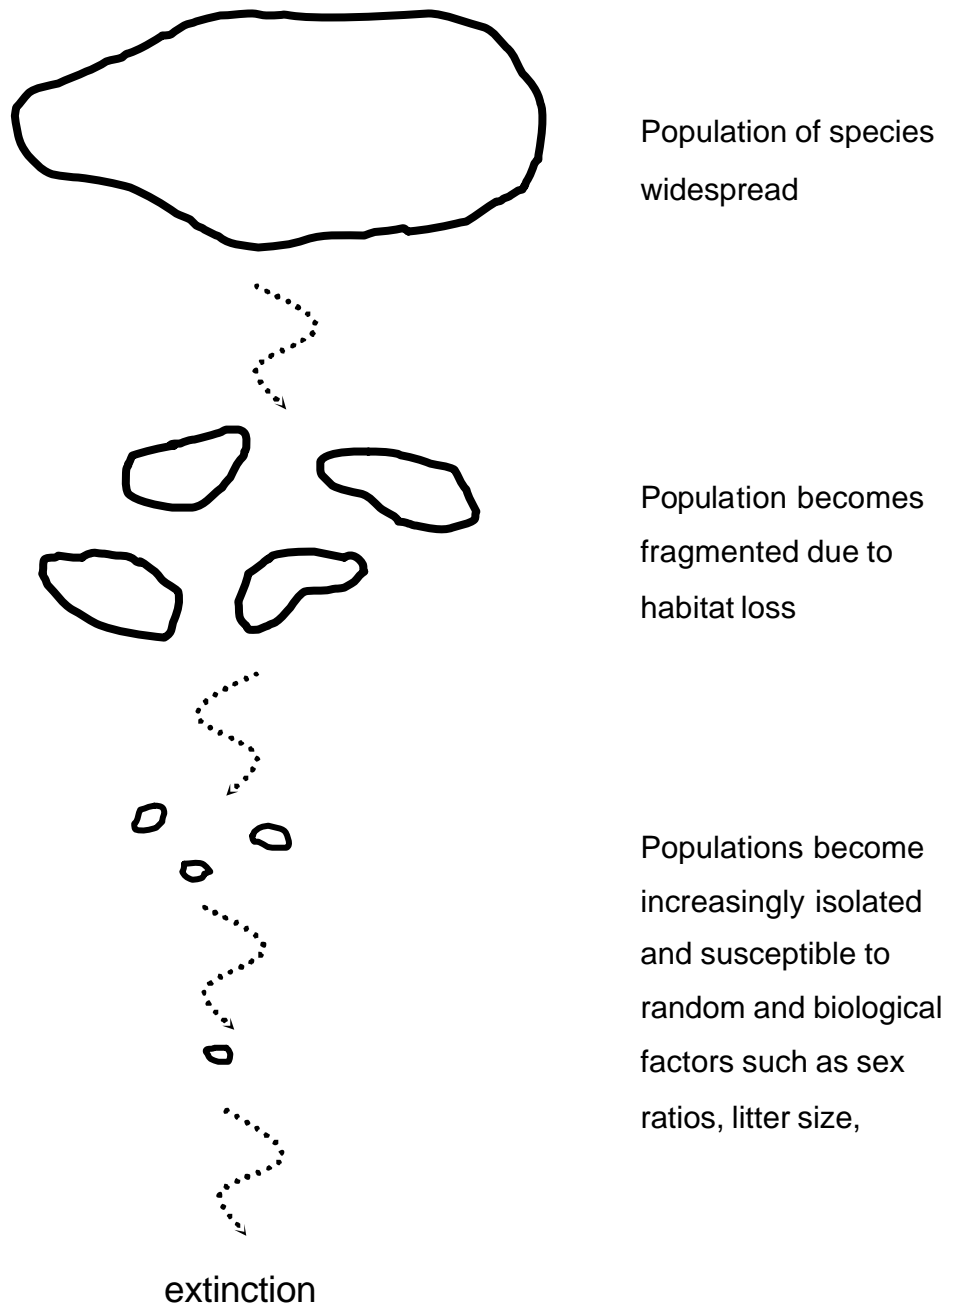 Population of species
widespread
Population becomes
fragmented due to
habitat loss
Populations become
increasingly isolated
and susceptible to
random and biological
factors such as sex
ratios, litter size,
extinction